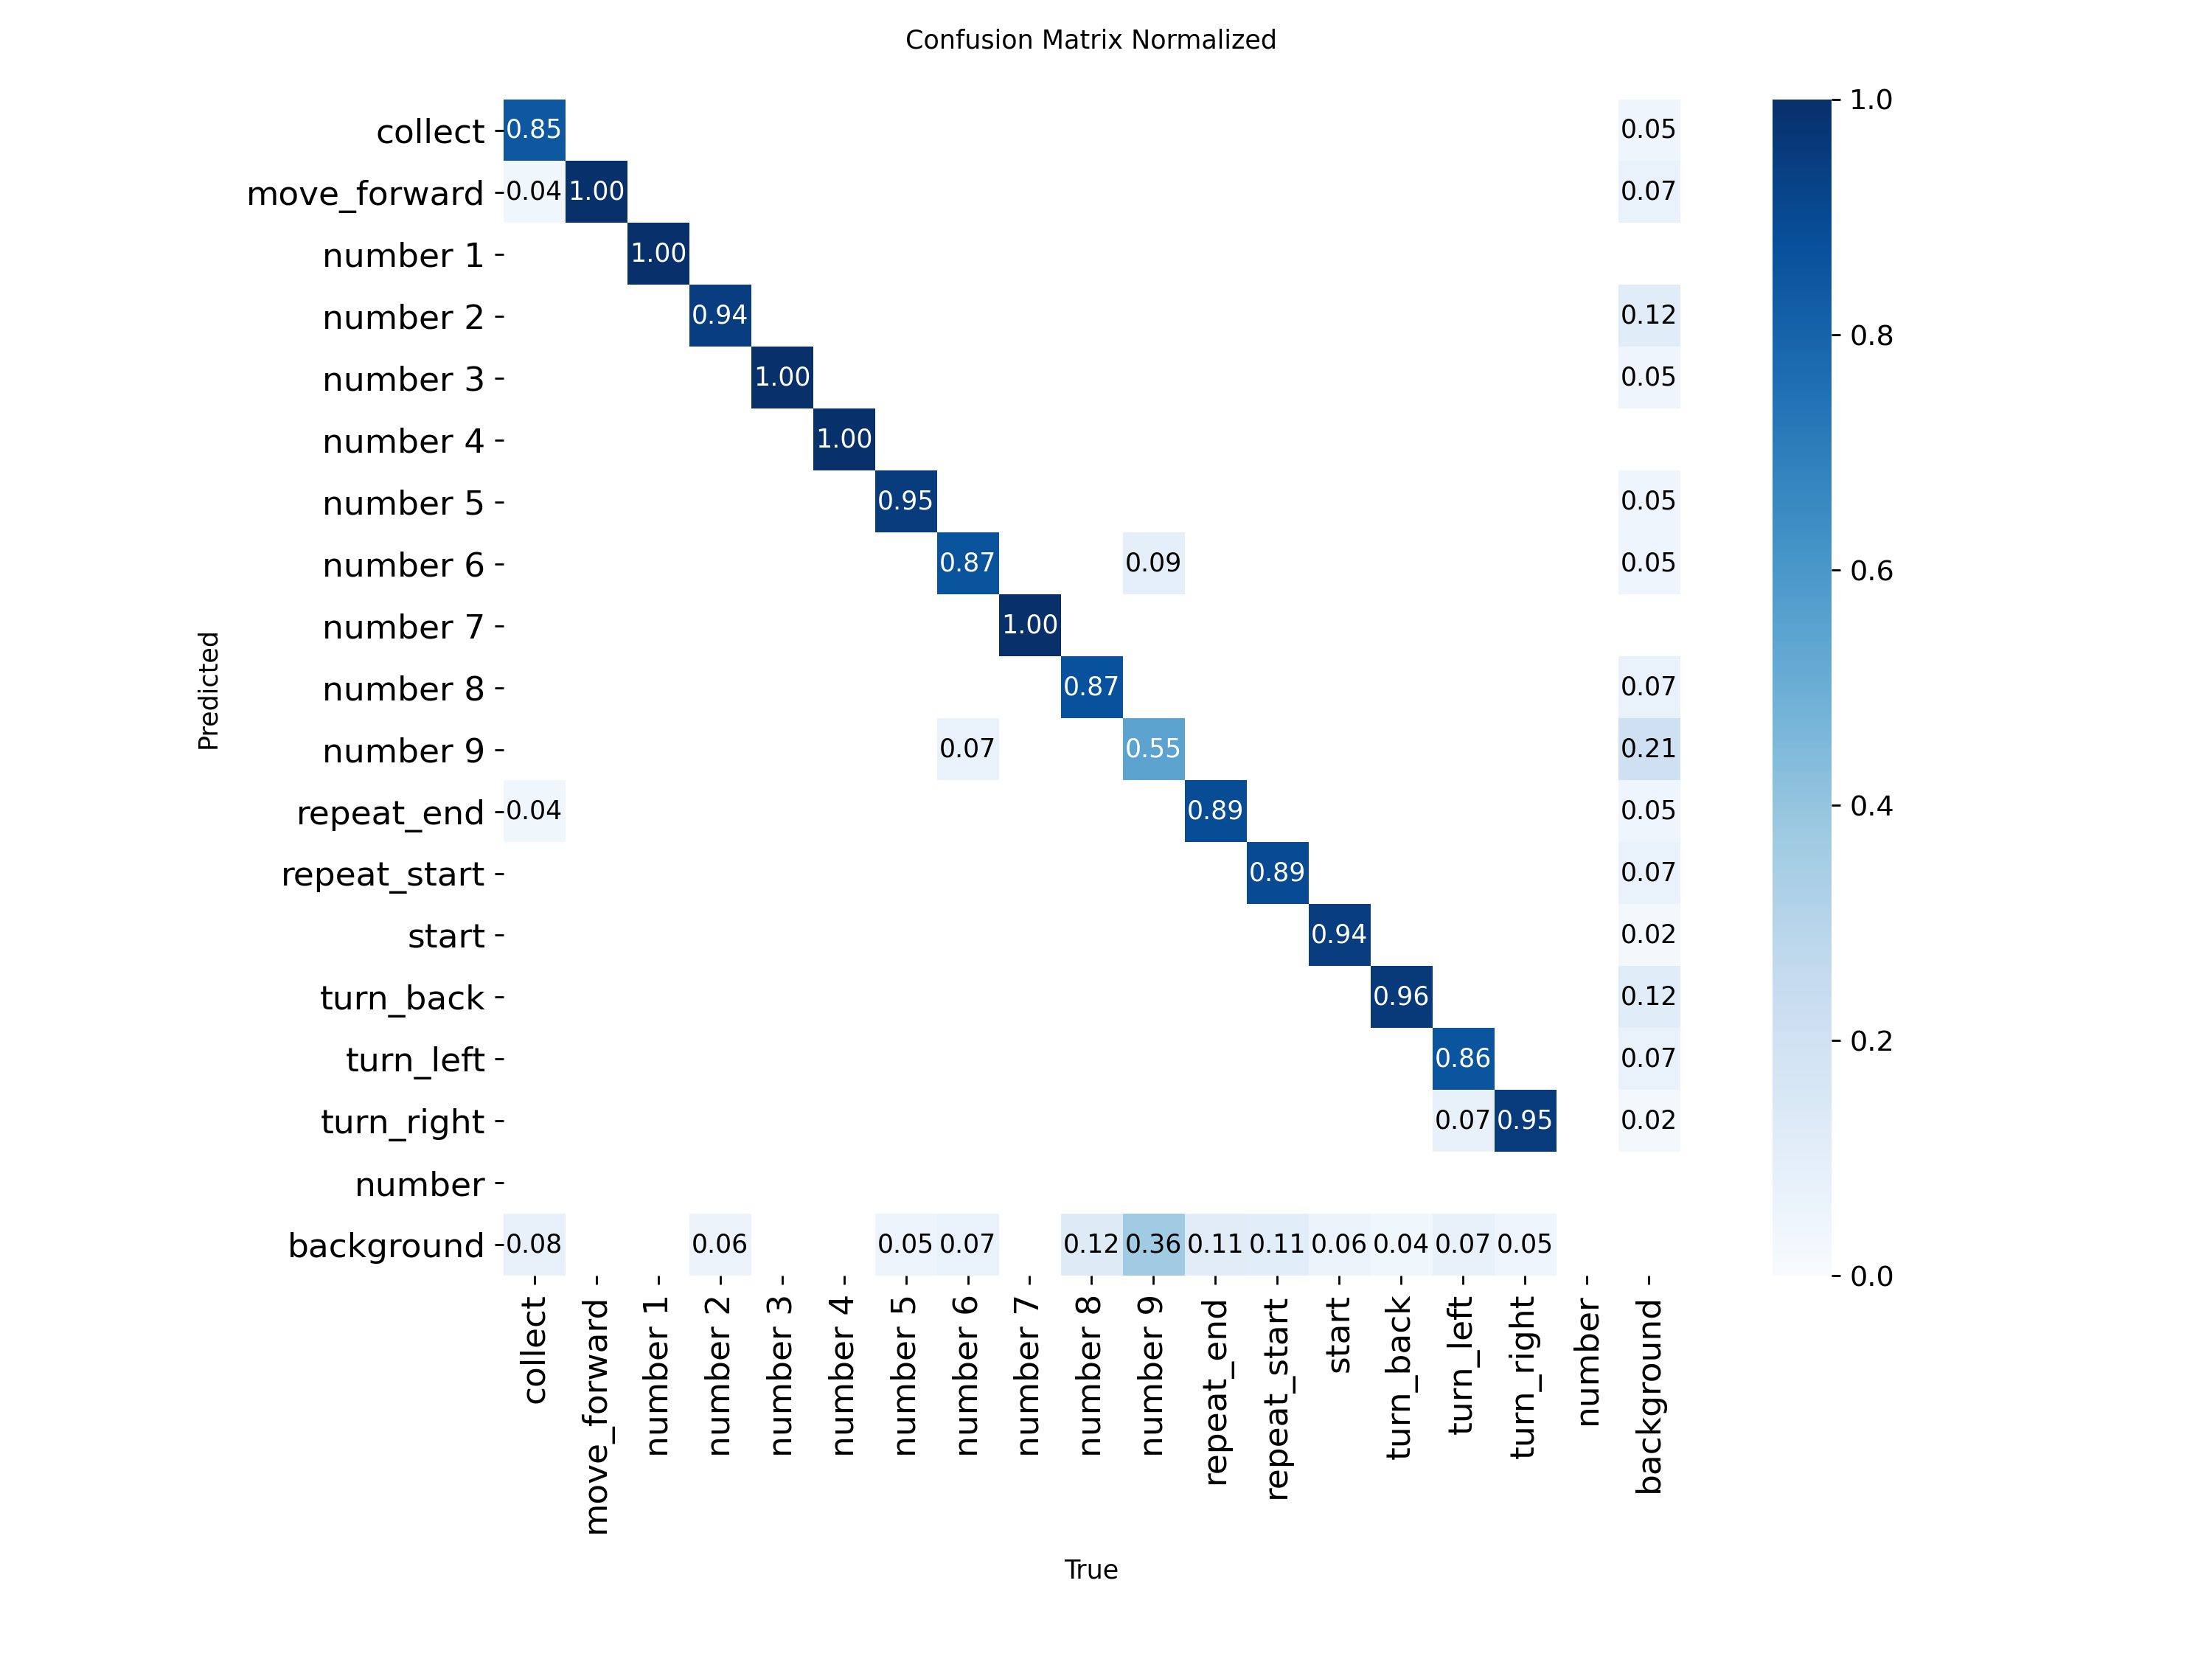 Confusion Matrix Normalized
collect 0.85 0.05
move_forward 0.04 1.00 0.07
number 1 1.00
number 2 0.94 0.12
number 3 1.00 0.05
number 4 1.00
number 5 0.95 0.05
number 6 0.87 0.09 0.05
number 7 1.00
number 8 0.87 0.07
number 9 0.07 0.55 0.21
repeat_end 0.04 0.89 0.05
repeat_start 0.89 0.07
start 0.94 0.02
turn_back 0.96 0.12
turn_left 0.86 0.07
turn_right 0.07 0.95 0.02
number
background 0.08 0.06 0.05 0.07 0.12 0.36 0.11 0.11 0.06 0.04 0.07 0.05
Predicted
collect
move_forward
number 1
number 2
number 3
number 4
number 5
number 6
number 7
number 8
number 9
repeat_end
repeat_start
start
turn_back
turn_left
turn_right
number
background
True
1.0
0.8
0.6
0.4
0.2
0.0